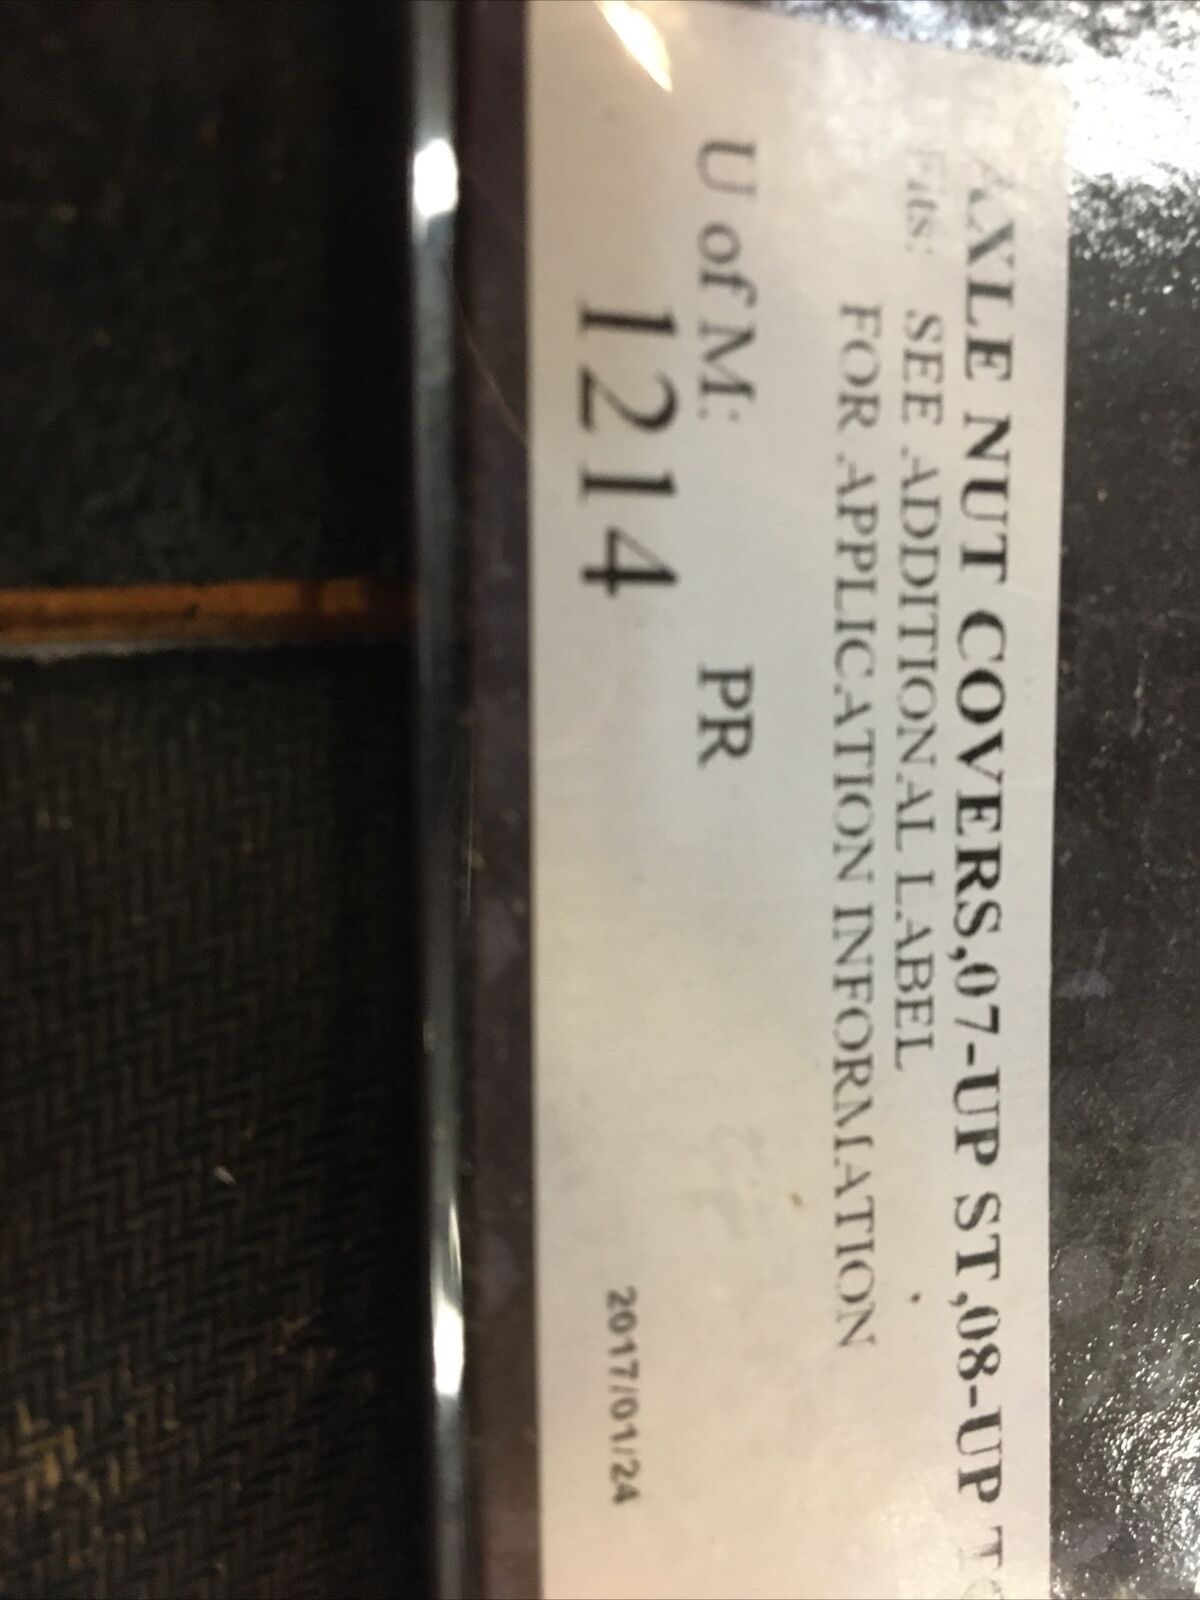 AXLE NUT COVERS,07-UP ST,08-UP
Fits: SEE ADDITIONAL LABEL
FOR APPLICATION INFORMATION
U of M: PR
1214
2017/01/24